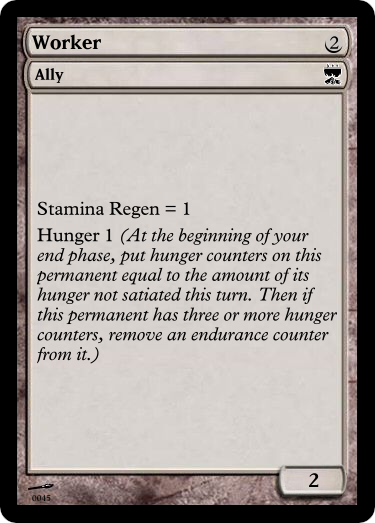 Worker 2
Ally
Stamina Regen = 1
Hunger 1 (At the beginning of your
end phase, put hunger counters on this
permanent equal to the amount of its
hunger not satiated this turn. Then if
this permanent has three or more hunger
counters, remove an endurance counter
from it.)
2
0045